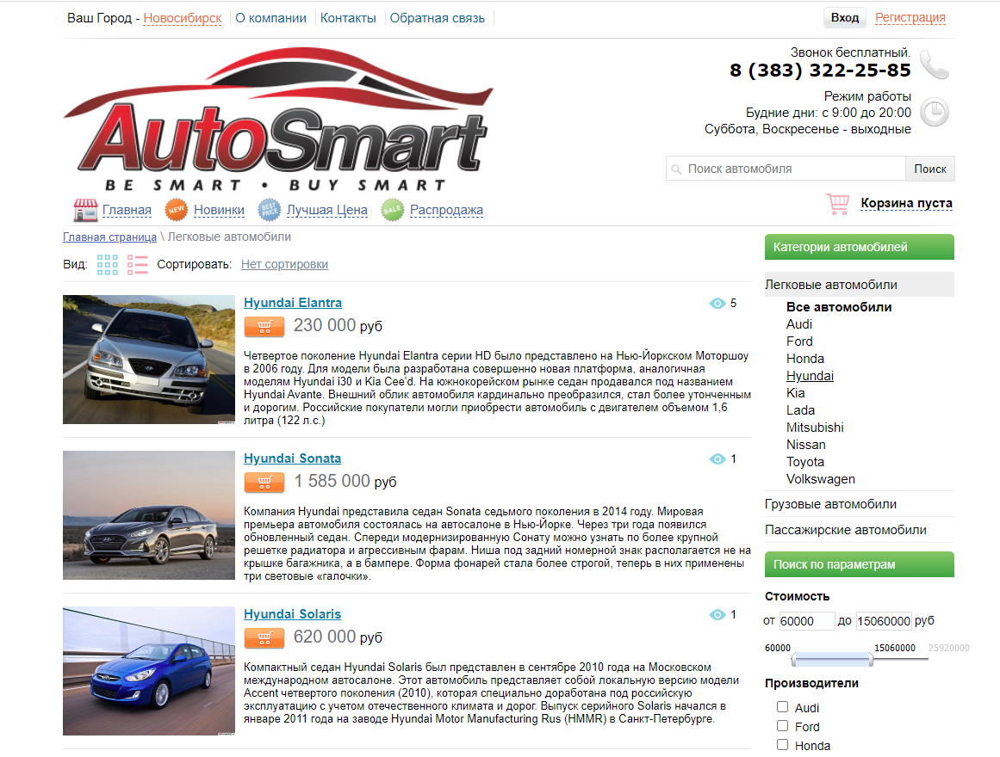 Ваш Город - Новосибирск О компании Контакты Обратная связь Вход Регистрация
AutoSmart
BE SMART • BUY SMART
Звонок бесплатный.
8 (383) 322-25-85
Режим работы
Будние дни: с 9:00 до 20:00
Суббота, Воскресенье - выходные
Поиск автомобиля Поиск
Главная NEW Новинки BEST PRICE Лучшая Цена SALE Распродажа
Корзина пуста
Главная страница \ Легковые автомобили
Вид: Сортировать: Нет сортировки
Hyundai Elantra 5
230 000 руб
Четвертое поколение Hyundai Elantra серии HD было представлено на Нью-Йоркском Моторшоу
в 2006 году. Для модели была разработана совершенно новая платформа, аналогичная
моделям Hyundai i30 и Kia Cee'd. На южнокорейском рынке седан продавался под названием
Hyundai Avante. Внешний облик автомобиля кардинально преобразился, стал более утонченным
и дорогим. Российские покупатели могли приобрести автомобиль с двигателем объемом 1,6
литра (122 л.с.)
Hyundai Sonata 1
1 585 000 руб
Компания Hyundai представила седан Sonata седьмого поколения в 2014 году. Мировая
премьера автомобиля состоялась на автосалоне в Нью-Йорке. Через три года появился
обновленный седан. Спереди модернизированную Сонату можно узнать по более крупной
решетке радиатора и агрессивным фарам. Ниша под задний номерной знак располагается не на
крышке багажника, а в бампере. Форма фонарей стала более строгой, теперь в них применены
три световые «галочки».
Hyundai Solaris 1
620 000 руб
Компактный седан Hyundai Solaris был представлен в сентябре 2010 года на Московском
международном автосалоне. Этот автомобиль представляет собой локальную версию модели
Accent четвертого поколения (2010), которая специально доработана под российскую
эксплуатацию с учетом отечественного климата и дорог. Выпуск серийного Solaris начался в
январе 2011 года на заводе Hyundai Motor Manufacturing Rus (HMMR) в Санкт-Петербурге.
Категории автомобилей
Легковые автомобили
Все автомобили
Audi
Ford
Honda
Hyundai
Kia
Lada
Mitsubishi
Nissan
Toyota
Volkswagen
Грузовые автомобили
Пассажирские автомобили
Поиск по параметрам
Стоимость
от 60000 до 15060000 руб
60000 15060000 25920000
Производители
Audi
Ford
Honda